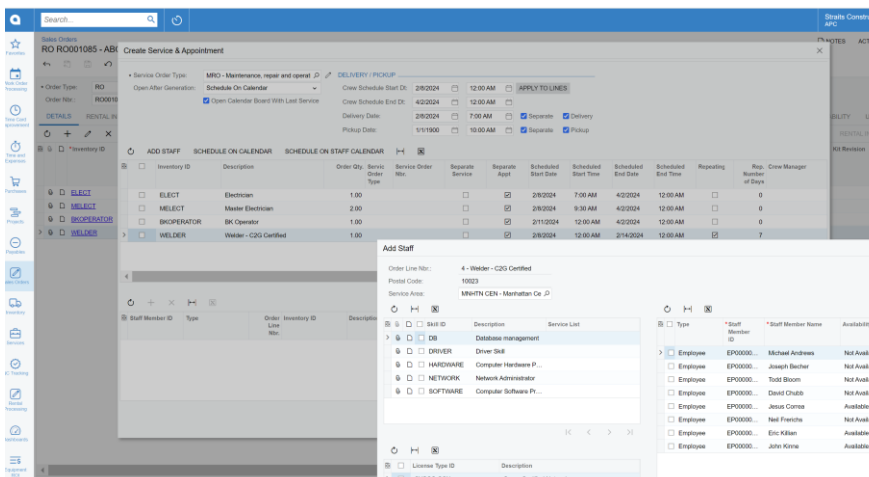 Search...
Straits Constru
APC
Sales Orders
RO RO001085 - ABC
NOTES
Create Service & Appointment
Favorites
Service Order Type:
MRO - Maintenance, repair and operat
DELIVERY / PICKUP
Open After Generation:
Schedule On Calendar
Crew Schedule Start Dt:
2/8/2024
12:00 AM
APPLY TO LINES
Open Calendar Board With Last Service
Crew Schedule End Dt:
4/2/2024
12:00 AM
Delivery Date:
2/8/2024
7:00 AM
Separate
Delivery
Pickup Date:
1/1/1900
10:00 AM
Separate
Pickup
Order Type:
RO
Order Nbr.:
RO0010
DETAILS
RENTAL IN
Inventory ID
ADD STAFF
SCHEDULE ON CALENDAR
SCHEDULE ON STAFF CALENDAR
RENTAL IN
Kit Revision
Inventory ID
Description
Order Qty.
Servic Order Type
Service Order Nbr.
Separate Service
Separate Appt
Scheduled Start Date
Scheduled Start Time
Scheduled End Date
Scheduled End Time
Repeating
Rep. Number of Days
Crew Manager
ELECT
MELECT
BKOPERATOR
WELDER
ELECT Electrician 1.00 2/8/2024 7:00 AM 4/2/2024 12:00 AM 0
MELECT Master Electrician 2.00 2/8/2024 9:30 AM 4/2/2024 12:00 AM 0
BKOPERATOR BK Operator 1.00 2/11/2024 12:00 AM 4/2/2024 12:00 AM 0
WELDER Welder - C2G Certified 1.00 2/8/2024 12:00 AM 2/14/2024 12:00 AM 7
Purchases
Projects
Payables
Sales Orders
Inventory
Services
Staff Member ID
Type
Order Line Nbr.
Inventory ID
Description
Add Staff
Order Line Nbr.:
4 - Welder - C2G Certified
Postal Code:
10023
Service Area:
MNHTN CEN - Manhattan Ce
Skill ID
Description
Service List
DB Database management
DRIVER Driver Skill
HARDWARE Computer Hardware P...
NETWORK Network Administrator
SOFTWARE Computer Software Pr...
Type
Staff Member ID
Staff Member Name
Availability
Employee EP00000... Michael Andrews Not Avail
Employee EP00000... Joseph Becher Not Avail
Employee EP00000... Todd Bloom Not Avail
Employee EP00000... David Chubb Not Avail
Employee EP00000... Jesus Correa Available
Employee EP00000... Neil Frerichs Not Avail
Employee EP00000... Eric Killian Available
Employee EP00000... John Kinne Available
License Type ID
Description